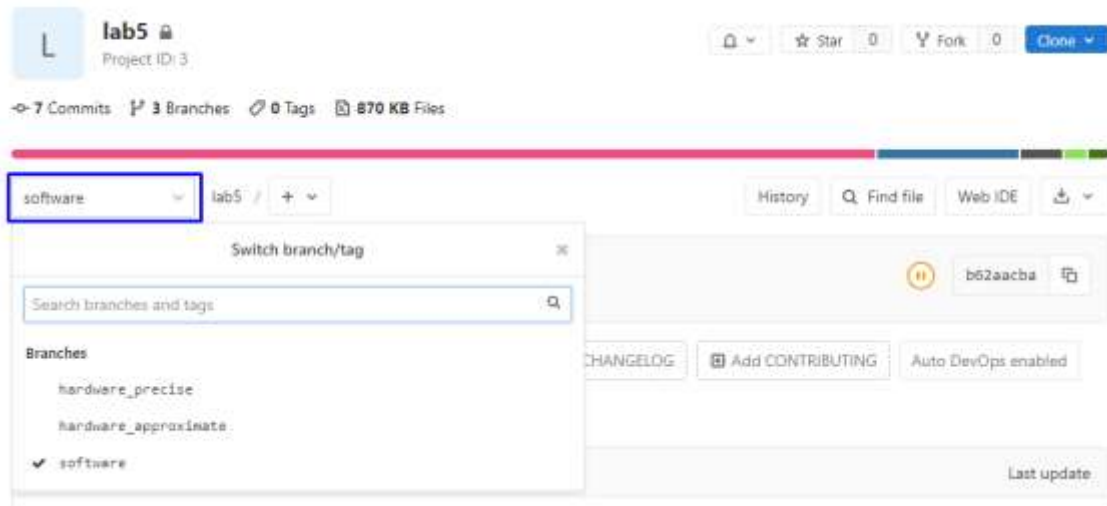 L
lab5
Project ID: 3
Star 0 Fork 0 Clone
7 Commits 3 Branches 0 Tags 870 KB Files
software lab5 / + History Find file Web IDE
Switch branch/tag
b62aacba
Search branches and tags
Branches
CHANGELOG Add CONTRIBUTING Auto DevOps enabled
hardware_precise
hardware_approximate
software
Last update